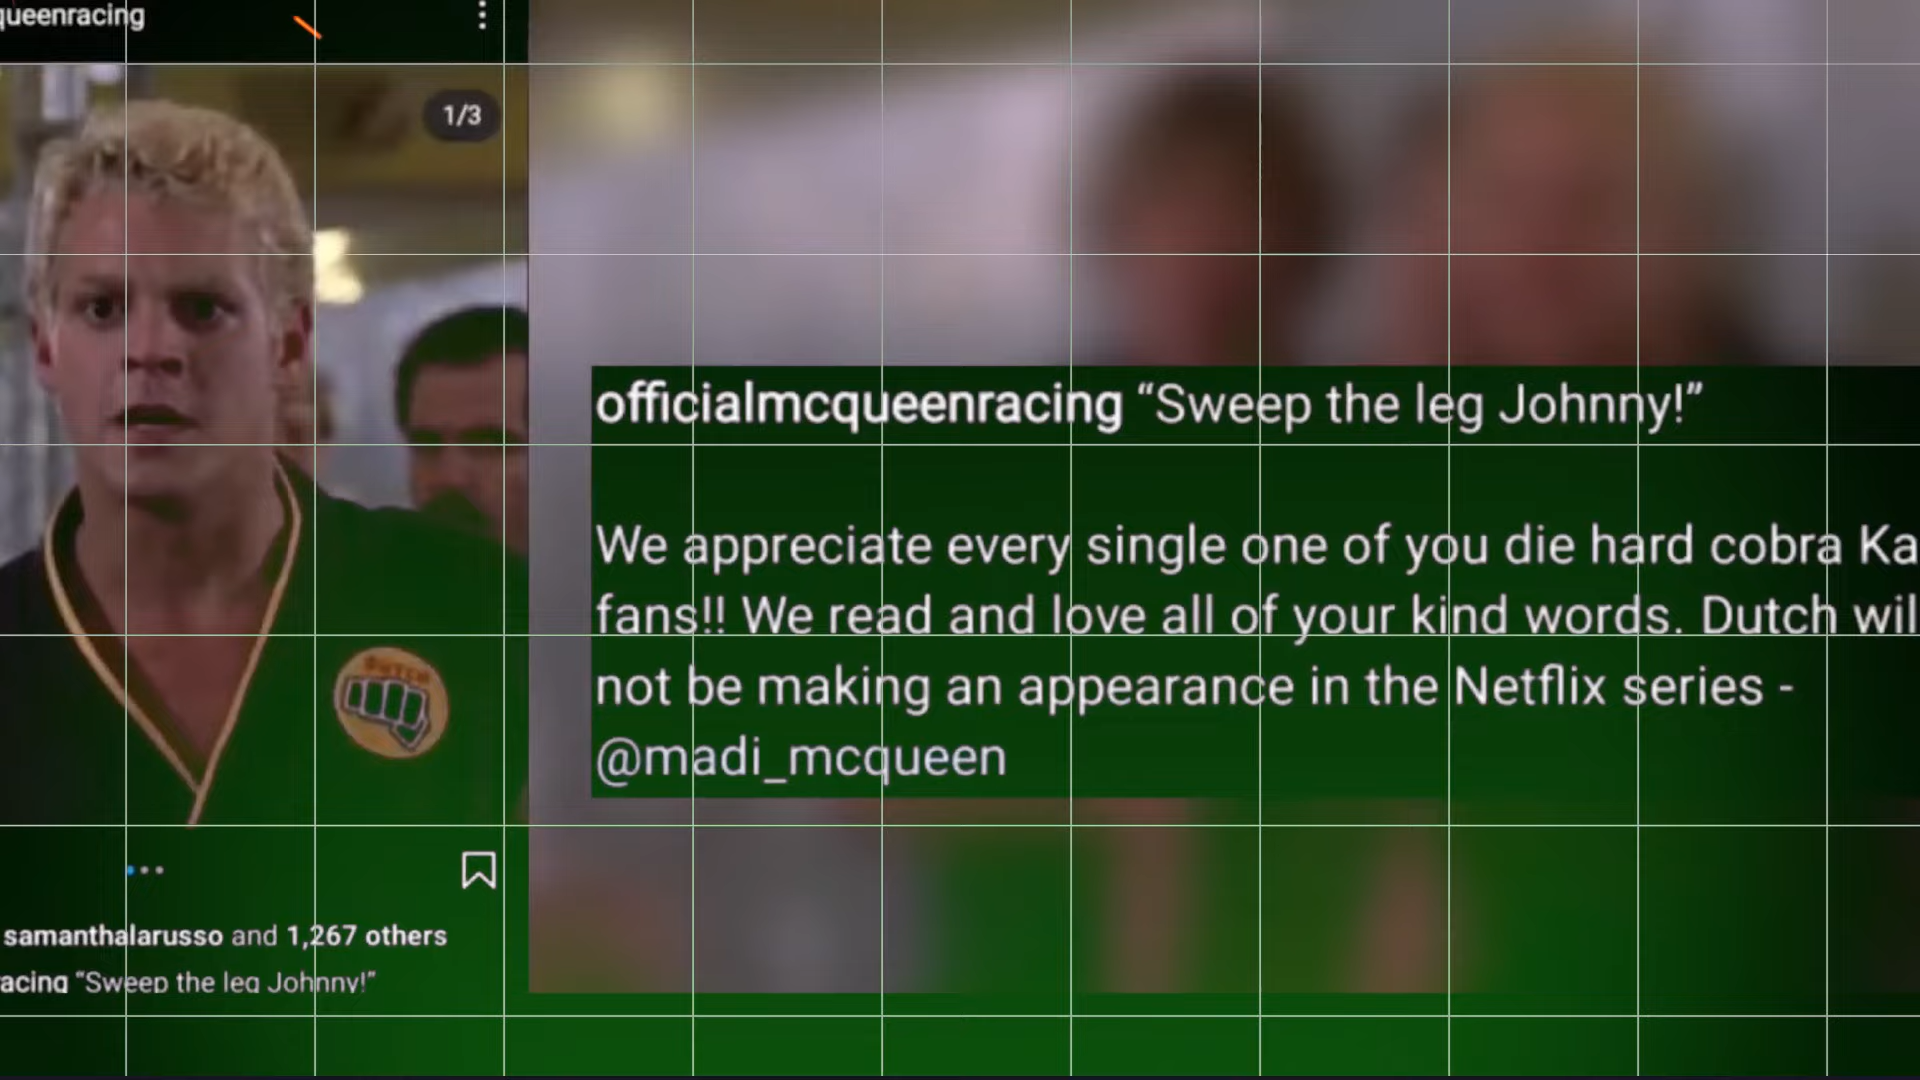 queenracing
1/3
DUTCH
samanthalarusso and 1,267 others
acing “Sweep the leg Johnny!”
officialmcqueenracing “Sweep the leg Johnny!”
We appreciate every single one of you die hard cobra Ka
fans!! We read and love all of your kind words. Dutch wil
not be making an appearance in the Netflix series -
@madi_mcqueen